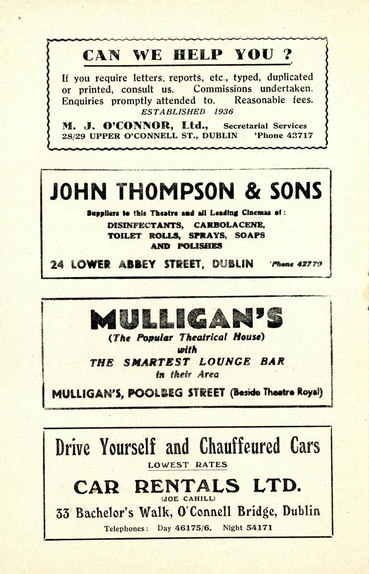 CAN WE HELP YOU ?
If you require letters, reports, etc., typed, duplicated
or printed, consult us. Commissions undertaken.
Enquiries promptly attended to. Reasonable fees.
ESTABLISHED 1936
M. J. O'CONNOR, Ltd., Secretarial Services
28/29 UPPER O'CONNELL ST., DUBLIN 'Phone 42717
JOHN THOMPSON & SONS
Suppliers to this Theatre and all Leading Cinemas of :
DISINFECTANTS, CARBOLACENE,
TOILET ROLLS, SPRAYS, SOAPS
AND POLISHES
24 LOWER ABBEY STREET, DUBLIN 'Phone 42779
MULLIGAN'S
(The Popular Theatrical House)
with
THE SMARTEST LOUNGE BAR
in their Area
MULLIGAN'S, POOLBEG STREET (Beside Theatre Royal)
Drive Yourself and Chauffeured Cars
LOWEST RATES
CAR RENTALS LTD.
(JOE CAHILL)
33 Bachelor's Walk, O'Connell Bridge, Dublin
Telephones: Day 46175/6. Night 54171